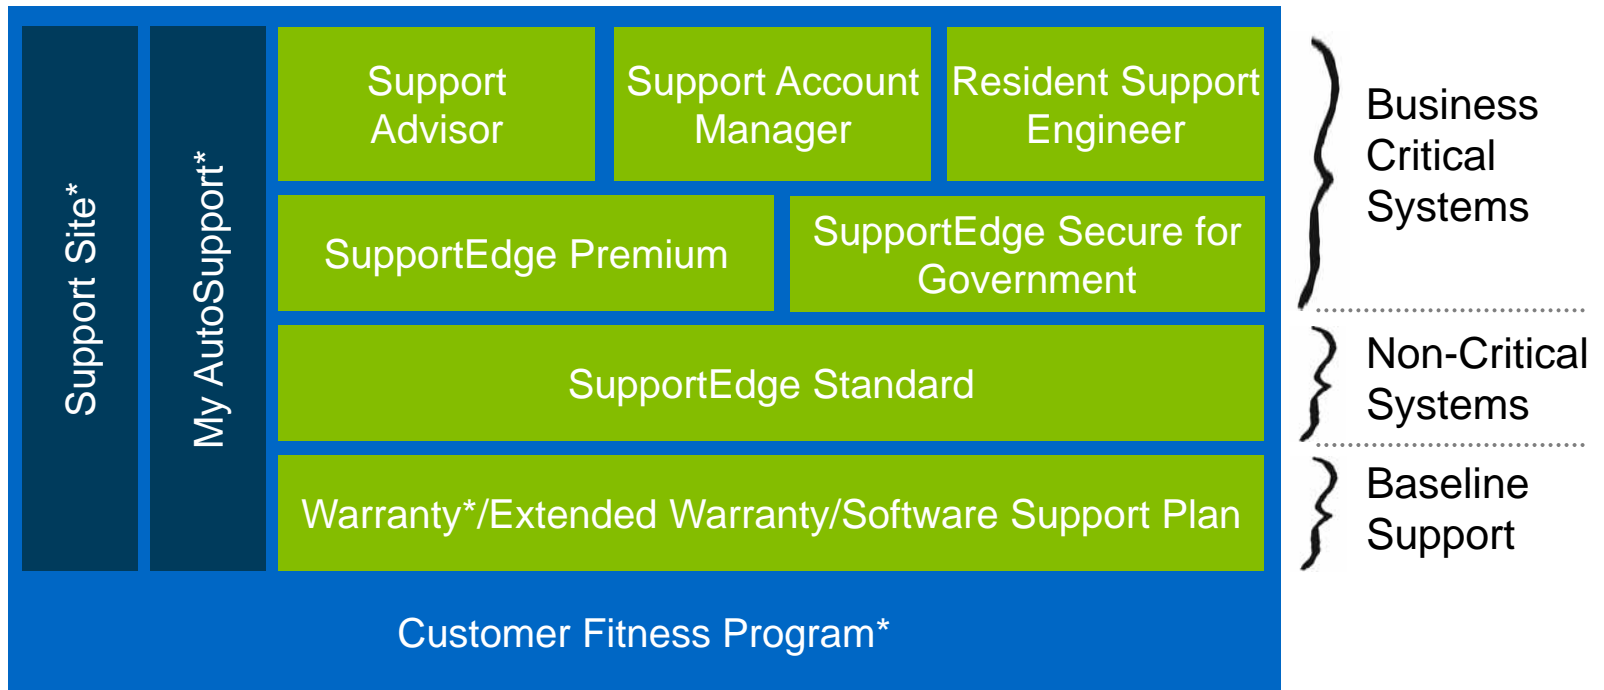 Support Site*
My AutoSupport*
Support
Advisor
Support Account
Manager
Resident Support
Engineer
SupportEdge Premium
SupportEdge Secure for
Government
SupportEdge Standard
Warranty*/Extended Warranty/Software Support Plan
Customer Fitness Program*
Business
Critical
Systems
Non-Critical
Systems
Baseline
Support